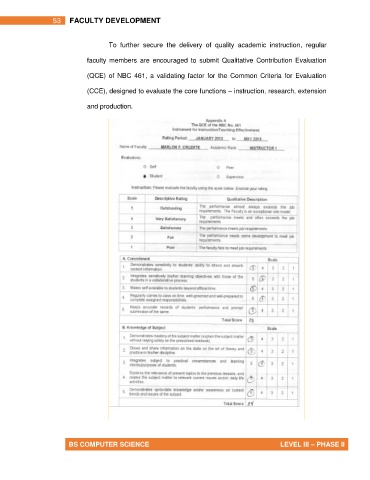 53 FACULTY DEVELOPMENT
To further secure the delivery of quality academic instruction, regular
faculty members are encouraged to submit Qualitative Contribution Evaluation
(QCE) of NBC 461, a validating factor for the Common Criteria for Evaluation
(CCE), designed to evaluate the core functions – instruction, research, extension
and production.
Appendix A
The QCE of the NBC No. 461
Instrument for Instruction/Teaching Effectiveness
Rating Period: JANUARY 2013 to MAY 2013
Name of Faculty: MARLON F. CRUERTE Academic Rank: INSTRUCTOR I
Evaluators:
Self Peer
Student Supervisor
Instruction: Please evaluate the faculty using the scale below. Encircle your rating.
Scale Descriptive Rating Qualitative Description
5 Outstanding The performance almost always exceeds the job
requirements. The Faculty is an exceptional role model
4 Very Satisfactory The performance meets and often exceeds the job
requirements
3 Satisfactory The performance meets job requirements
2 Fair The performance needs some development to meet job
requirements.
1 Poor The faculty fails to meet job requirements
A. Commitment Scale
1. Demonstrates sensitivity to students' ability to attend and absorb
content information. 5 4 3 2 1
2. Integrates sensitively his/her learning objectives with those of the
students in a collaborative process. 5 4 3 2 1
3. Makes self available to students beyond official time 5 4 3 2 1
4. Regularly comes to class on time, well-groomed and well-prepared to
complete assigned responsibilities. 5 4 3 2 1
5. Keeps accurate records of students' performance and prompt
submission of the same. 5 4 3 2 1
Total Score
B. Knowledge of Subject Scale
1. Demonstrates mastery of the subject matter (explain the subject matter
without relying solely on the prescribed textbook). 5 4 3 2 1
2. Draws and share information on the state on the art of theory and
practice in his/her discipline. 5 4 3 2 1
3. Integrates subject to practical circumstances and learning
intents/purposes of students. 5 4 3 2 1
4. Explains the relevance of present topics to the previous lessons, and
relates the subject matter to relevant current issues and/or daily life
activities. 5 4 3 2 1
5. Demonstrates up-to-date knowledge and/or awareness on current
trends and issues of the subject. 5 4 3 2 1
Total Score 24
BS COMPUTER SCIENCE LEVEL III – PHASE II